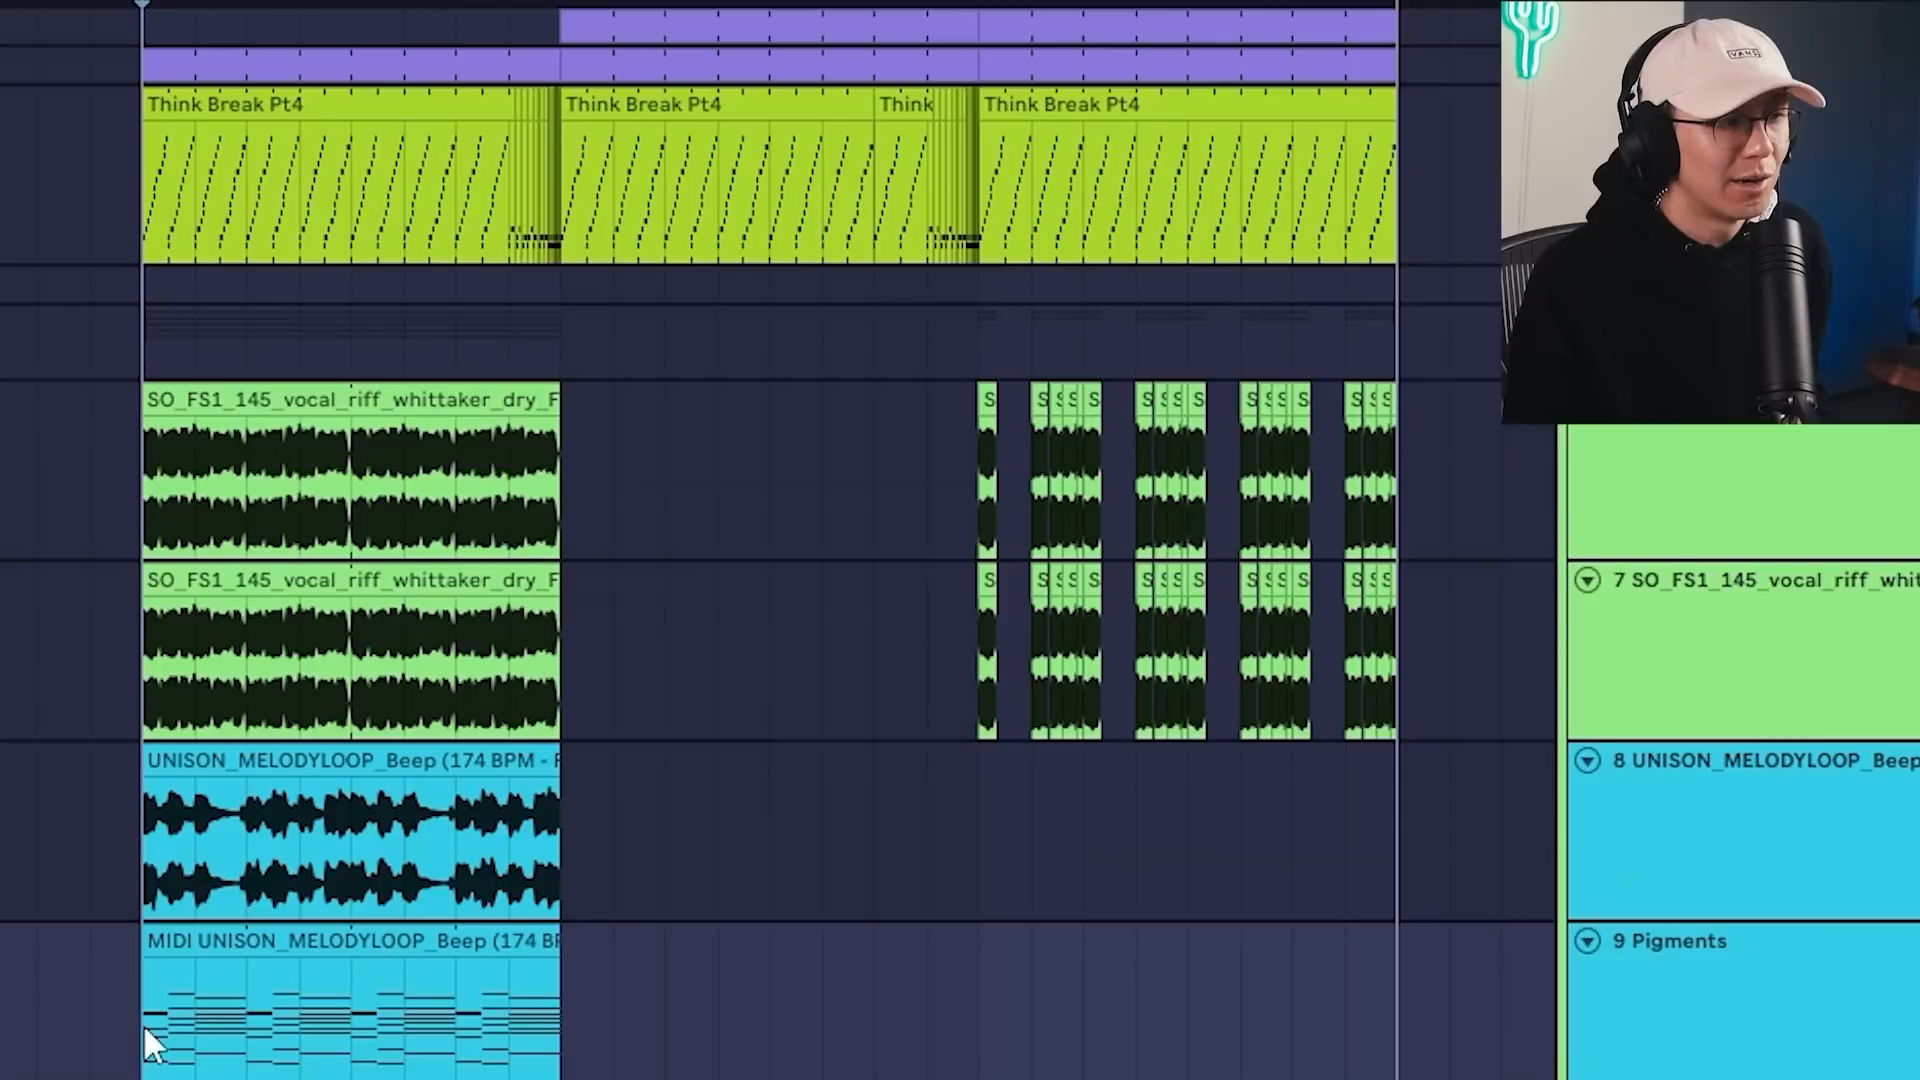 Think Break Pt4
Think Break Pt4
Think
Think Break Pt4
VANS
SO_FS1_145_vocal_riff_whittaker_dry_F
S
S S S S
S S S S
S S S S
S S S
SO_FS1_145_vocal_riff_whittaker_dry_F
S
S S S S
S S S S
S S S S
S S S
7 SO_FS1_145_vocal_riff_whit
UNISON_MELODYLOOP_Beep (174 BPM - F
8 UNISON_MELODYLOOP_Beep
MIDI UNISON_MELODYLOOP_Beep (174 BP
9 Pigments